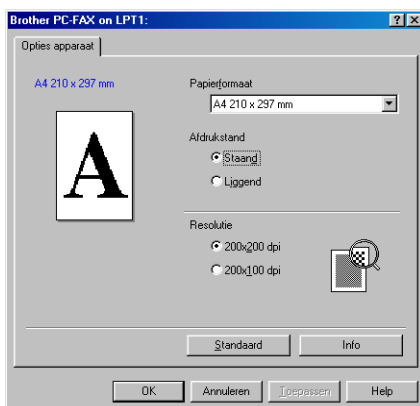 Brother PC-FAX on LPT1:
Opties apparaat
A4 210 x 297 mm
Papierformaat
A4 210 x 297 mm
A
Afdrukstand
Staand
Liggend
Resolutie
200x200 dpi
200x100 dpi
Standaard Info
OK Annuleren Toepassen Help